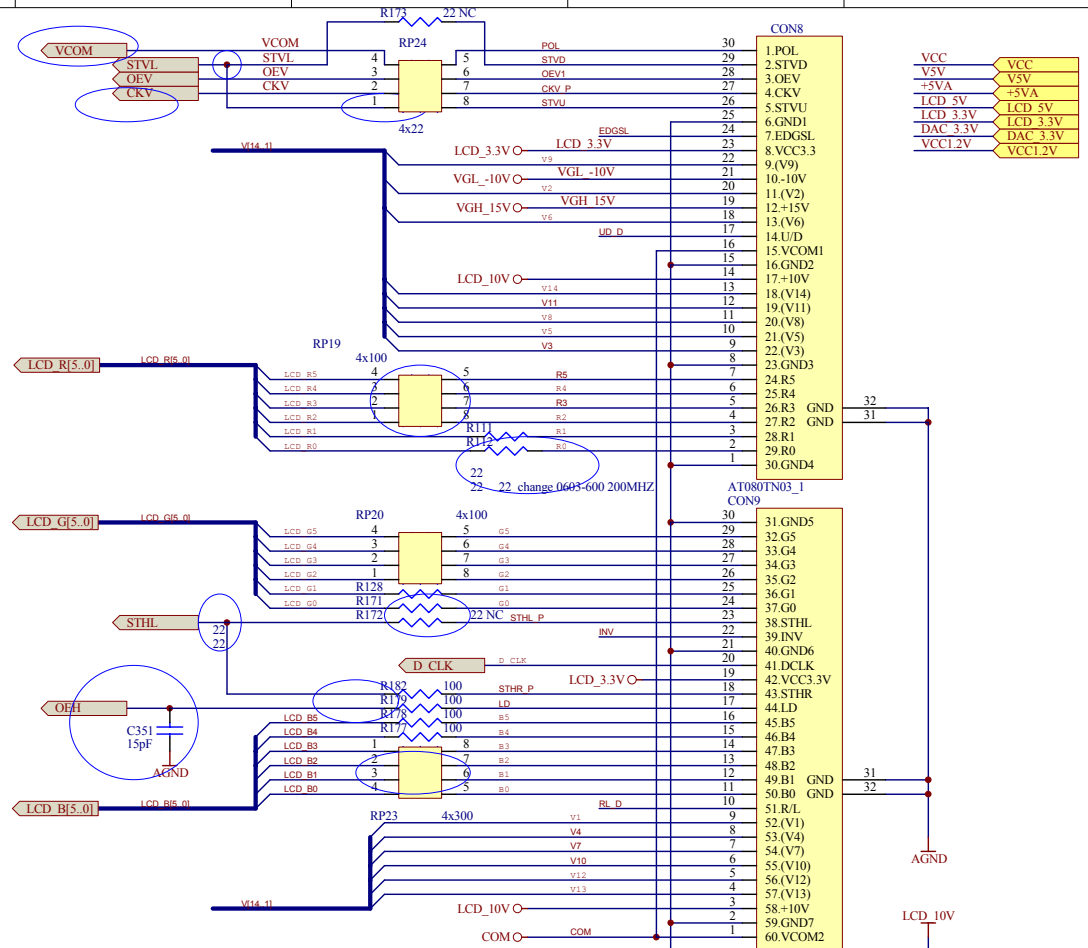 R173 22 NC
CON8
VCOM VCOM RP24 POL 30 1.POL
STVL STVL 4 5 STVD 29 2.STVD VCC VCC
OEV OEV 3 6 OEV1 28 3.OEV V5V V5V
CKV CKV 2 7 CKV_P 27 4.CKV +5VA +5VA
1 8 STVU 26 5.STVU LCD_5V LCD_5V
4x22 25 6.GND1 LCD_3.3V LCD_3.3V
EDGSL 24 7.EDGSL DAC_3.3V DAC_3.3V
V[14..1] LCD_3.3V LCD_3.3V 23 8.VCC3.3 VCC1.2V VCC1.2V
V9 22 9.(V9)
VGL_-10V VGL_-10V 21 10.-10V
V2 20 11.(V2)
VGH_15V VGH_15V 19 12.+15V
V6 18 13.(V6)
UD_D 17 14.U/D
16 15.VCOM1
15 16.GND2
LCD_10V 14 17.+10V
V14 13 18.(V14)
V11 12 19.(V11)
V8 11 20.(V8)
V5 10 21.(V5)
RP19 V3 9 22.(V3)
LCD_R[5..0] LCD_R[5..0] 4x100 8 23.GND3
LCD_R5 4 5 R5 7 24.R5
LCD_R4 3 6 R4 6 25.R4
LCD_R3 2 7 R3 5 26.R3 GND 32
LCD_R2 1 8 R2 4 27.R2 GND 31
LCD_R1 R111 R1 3 28.R1
LCD_R0 R112 R0 2 29.R0
22 1 30.GND4
22 22 change 0603-600 200MHZ
AT080TN03_1
CON9
LCD_G[5..0] LCD_G[5..0] RP20 4x100 30 31.GND5
LCD_G5 4 5 G5 29 32.G5
LCD_G4 3 6 G4 28 33.G4
LCD_G3 2 7 G3 27 34.G3
LCD_G2 1 8 G2 26 35.G2
LCD_G1 R128 G1 25 36.G1
LCD_G0 R171 G0 24 37.G0
STHL R172 22 NC STHL_P 23 38.STHL
22 INV 22 39.INV
22 21 40.GND6
D_CLK D_CLK 20 41.DCLK
LCD_3.3V 19 42.VCC3.3V
R182 100 STHR_P 18 43.STHR
OEH R179 100 LD 17 44.LD
LCD_B5 R178 100 B5 16 45.B5
C351 LCD_B4 R177 100 B4 15 46.B4
15pF LCD_B3 1 8 B3 14 47.B3
LCD_B2 2 7 B2 13 48.B2
AGND LCD_B1 3 6 B1 12 49.B1 GND 31
LCD_B0 4 5 B0 11 50.B0 GND 32
LCD_B[5..0] LCD_B[5..0] RL_D 10 51.R/L
RP23 4x300 V1 9 52.(V1)
V4 8 53.(V4)
V7 7 54.(V7)
AGND
V10 6 55.(V10)
V12 5 56.(V12)
V13 4 57.(V13)
V[14..1] LCD_10V 3 58.+10V
LCD_10V
2 59.GND7
COM COM 1 60.VCOM2